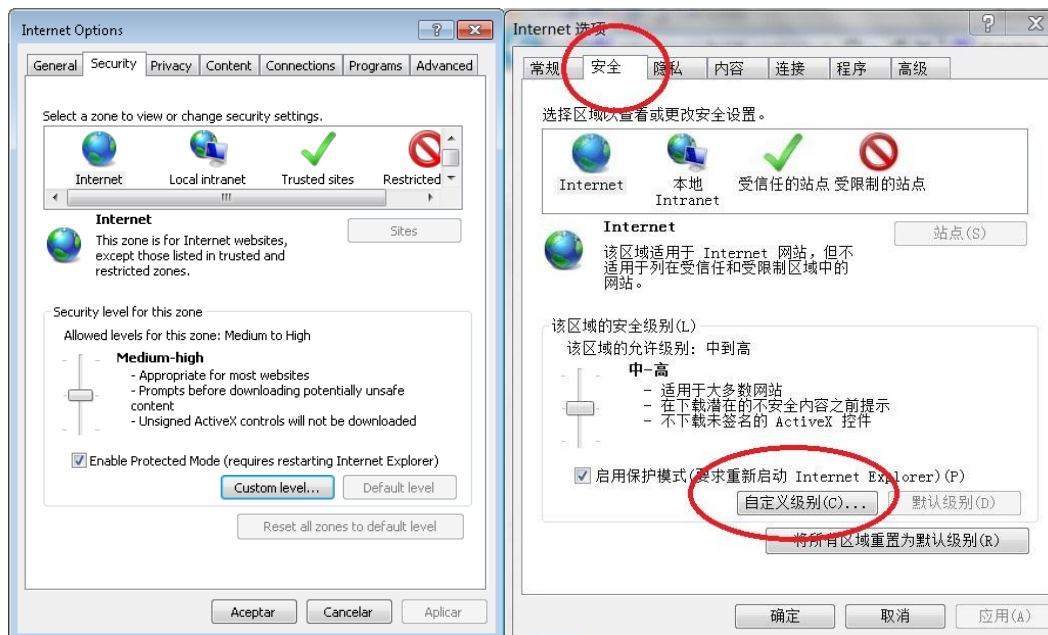 Internet Options
General Security Privacy Content Connections Programs Advanced
Select a zone to view or change security settings.
Internet Local intranet Trusted sites Restricted
Internet
This zone is for Internet websites,
except those listed in trusted and
restricted zones.
Sites
Security level for this zone
Allowed levels for this zone: Medium to High
Medium-high
- Appropriate for most websites
- Prompts before downloading potentially unsafe
content
- Unsigned ActiveX controls will not be downloaded
Enable Protected Mode (requires restarting Internet Explorer)
Custom level... Default level
Reset all zones to default level
Aceptar Cancelar Aplicar
Internet 选项
常规 安全 隐私 内容 连接 程序 高级
选择区域以查看或更改安全设置。
Internet 本地 受信任的站点 受限制的站点
Intranet
Internet
站点(S)
该区域适用于 Internet 网站，但不
适用于列在受信任和受限制区域中的
网站。
该区域的安全级别(L)
该区域的允许级别: 中到高
中-高
- 适用于大多数网站
- 在下载潜在的不安全内容之前提示
- 不下载未签名的 ActiveX 控件
启用保护模式(要求重新启动 Internet Explorer)(P)
自定义级别(C)... 默认级别(D)
将所有区域重置为默认级别(R)
确定 取消 应用(A)